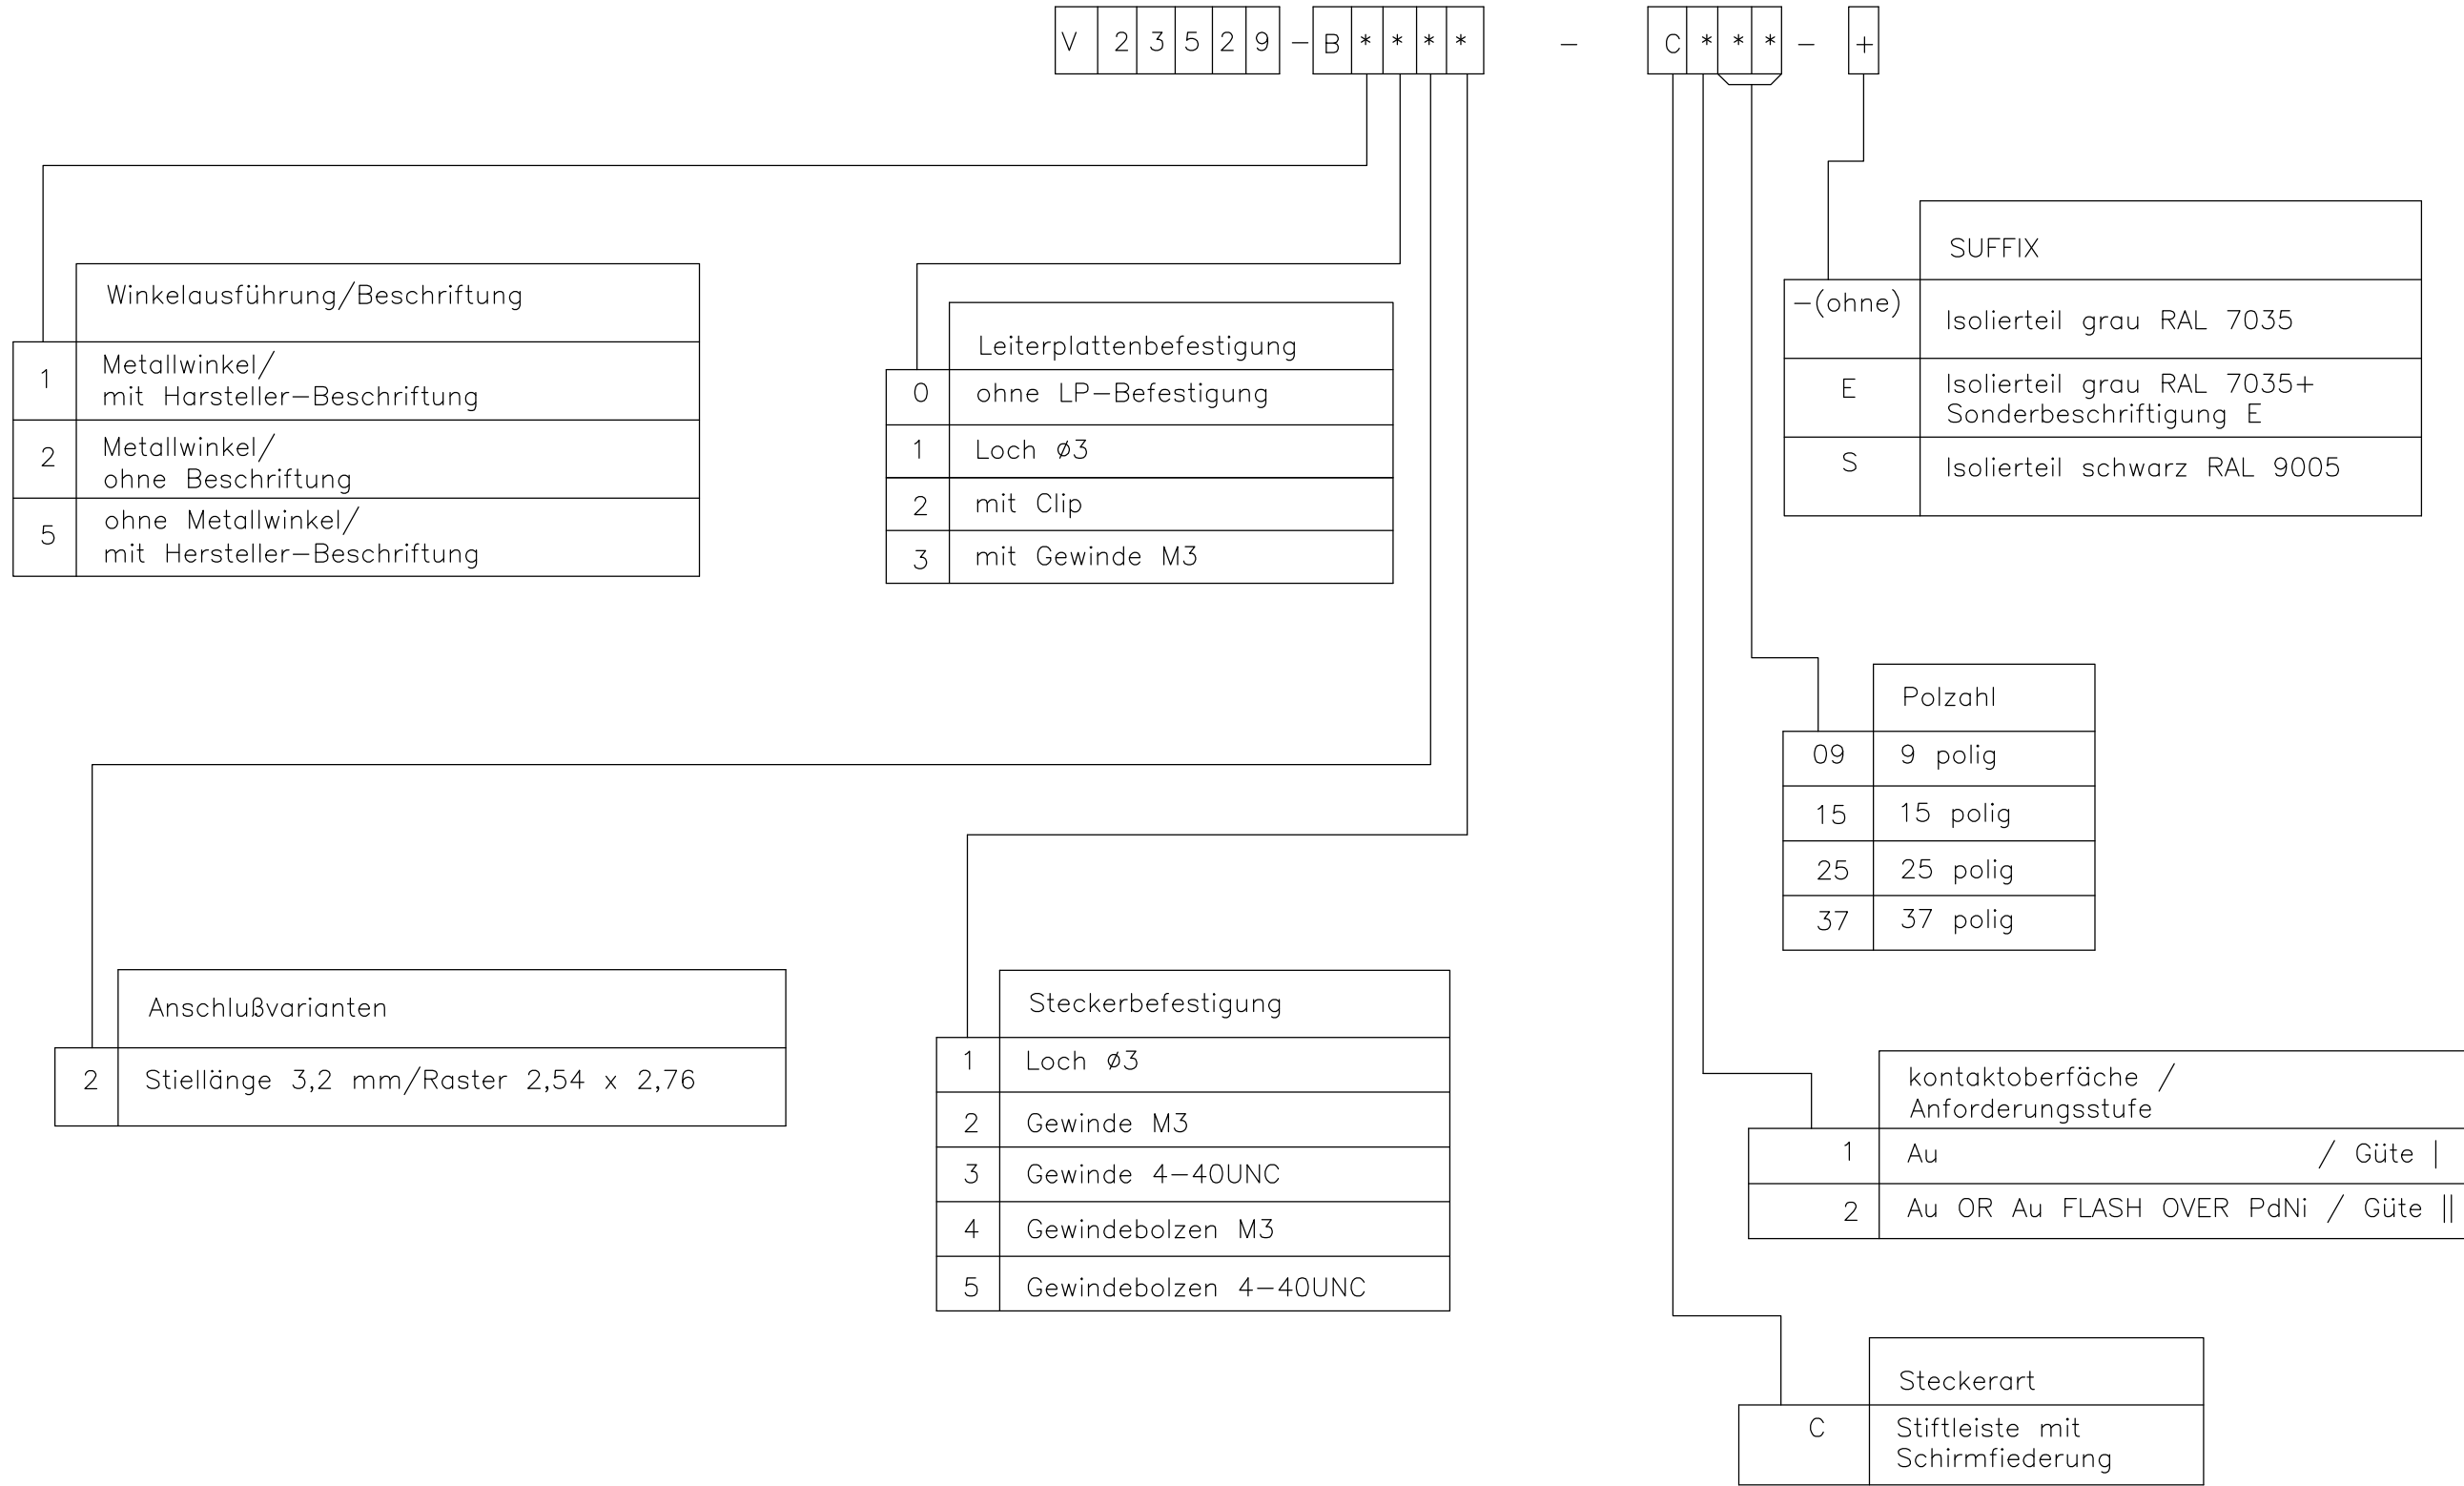 V 2 3 5 2 9 - B * * * * - C * * * - +
SUFFIX
-(ohne) Isolierteil grau RAL 7035
E Isolierteil grau RAL 7035+
Sonderbeschriftigung E
S Isolierteil schwarz RAL 9005
Winkelausführung/Beschriftung
1 Metallwinkel/
mit Harsteller-Beschriftung
2 Metallwinkel/
ohne Beschriftung
5 ohne Metallwinkel/
mit Hersteller-Beschriftung
Leiterplattenbefestigung
0 ohne LP-Befestigung
1 Loch ø3
2 mit Clip
3 mit Gewinde M3
Polzahl
09 9 polig
15 15 polig
25 25 polig
37 37 polig
Anschlußvarianten
2 Stiellänge 3,2 mm/Raster 2,54 x 2,76
Steckerbefestigung
1 Loch ø3
2 Gewinde M3
3 Gewinde 4-40UNC
4 Gewindebolzen M3
5 Gewindebolzen 4-40UNC
kontaktoberfäche /
Anforderungsstufe
1 Au / Güte |
2 Au OR Au FLASH OVER PdNi / Güte ||
Steckerart
C Stiftleiste mit
Schirmfiederung